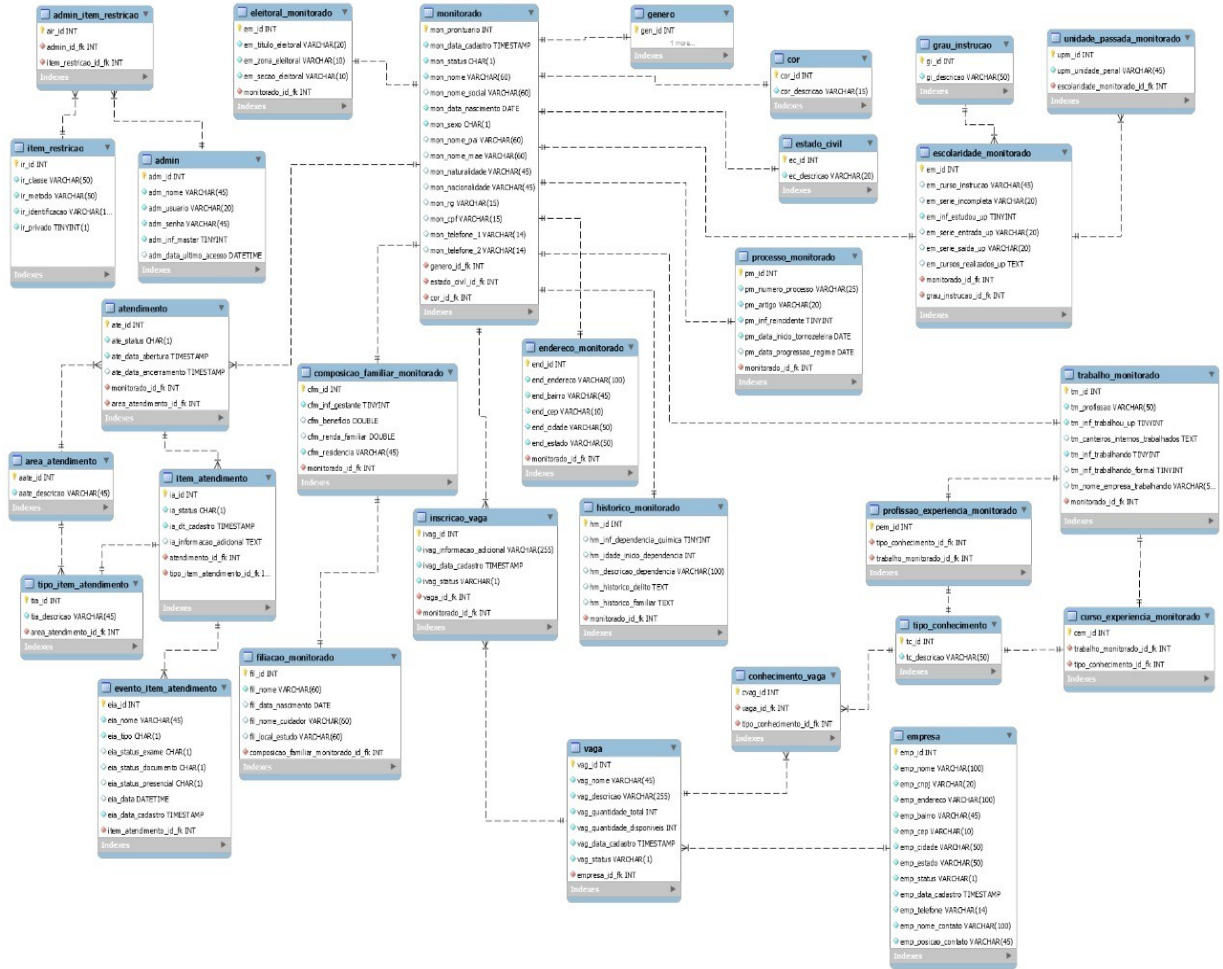 admin_item_restricao
air_id INT
admin_id_fk INT
item_restricao_id_fk INT
Indexes
eleitoral_monitorado
em_id INT
em_titulo_eleitoral VARCHAR(20)
em_zona_eleitoral VARCHAR(10)
em_secao_eleitoral VARCHAR(10)
monitorado_id_fk INT
Indexes
monitorado
mon_prontuario INT
mon_data_cadastro TIMESTAMP
mon_status CHAR(1)
mon_nome VARCHAR(60)
mon_nome_social VARCHAR(60)
mon_data_nascimento DATE
mon_sexo CHAR(1)
mon_nome_pai VARCHAR(60)
mon_nome_mae VARCHAR(60)
mon_naturalidade VARCHAR(45)
mon_nacionalidade VARCHAR(45)
mon_rg VARCHAR(15)
mon_cpf VARCHAR(15)
mon_telefone_1 VARCHAR(14)
mon_telefone_2 VARCHAR(14)
genero_id_fk INT
estado_civil_id_fk INT
cor_id_fk INT
Indexes
genero
gen_id INT
1 more...
Indexes
cor
cor_id INT
cor_descricao VARCHAR(15)
Indexes
estado_civil
ec_id INT
ec_descricao VARCHAR(20)
Indexes
grau_instrucao
gi_id INT
gi_descricao VARCHAR(50)
Indexes
unidade_passada_monitorado
upm_id INT
upm_unidade_penal VARCHAR(45)
escolaridade_monitorado_id_fk INT
Indexes
item_restricao
ir_id INT
ir_classe VARCHAR(50)
ir_metodo VARCHAR(50)
ir_identificacao VARCHAR(1...
ir_privado TINYINT(1)
Indexes
admin
adm_id INT
adm_nome VARCHAR(45)
adm_usuario VARCHAR(20)
adm_senha VARCHAR(45)
adm_inf_master TINYINT
adm_data_ultimo_acesso DATETIME
Indexes
escolaridade_monitorado
em_id INT
em_curso_instrucao VARCHAR(45)
em_serie_incompleta VARCHAR(20)
em_inf_estudou_up TINYINT
em_serie_entrada_up VARCHAR(20)
em_serie_saida_up VARCHAR(20)
em_cursos_realizados_up TEXT
monitorado_id_fk INT
grau_instrucao_id_fk INT
Indexes
processo_monitorado
pm_id INT
pm_numero_processo VARCHAR(25)
pm_artigo VARCHAR(20)
pm_inf_reincidente TINYINT
pm_data_inicio_tornozeleira DATE
pm_data_progressao_regime DATE
monitorado_id_fk INT
Indexes
atendimento
ate_id INT
ate_status CHAR(1)
ate_data_abertura TIMESTAMP
ate_data_encerramento TIMESTAMP
monitorado_id_fk INT
area_atendimento_id_fk INT
Indexes
composicao_familiar_monitorado
cfm_id INT
cfm_inf_gestante TINYINT
cfm_beneficio DOUBLE
cfm_renda_familiar DOUBLE
cfm_residencia VARCHAR(45)
monitorado_id_fk INT
Indexes
endereco_monitorado
end_id INT
end_endereco VARCHAR(100)
end_bairro VARCHAR(45)
end_cep VARCHAR(10)
end_cidade VARCHAR(50)
end_estado VARCHAR(50)
monitorado_id_fk INT
Indexes
trabalho_monitorado
tm_id INT
tm_profissao VARCHAR(50)
tm_inf_trabalhou_up TINYINT
tm_canteiros_internos_trabalhados TEXT
tm_inf_trabalhando TINYINT
tm_inf_trabalhando_formal TINYINT
tm_nome_empresa_trabalhando VARCHAR(5...
monitorado_id_fk INT
Indexes
area_atendimento
aate_id INT
aate_descricao VARCHAR(45)
Indexes
item_atendimento
ia_id INT
ia_status CHAR(1)
ia_dt_cadastro TIMESTAMP
ia_informacao_adicional TEXT
atendimento_id_fk INT
tipo_item_atendimento_id_fk I...
Indexes
inscricao_vaga
ivag_id INT
ivag_informacao_adicional VARCHAR(255)
ivag_data_cadastro TIMESTAMP
ivag_status VARCHAR(1)
vaga_id_fk INT
monitorado_id_fk INT
Indexes
historico_monitorado
hm_id INT
hm_inf_dependencia_quimica TINYINT
hm_idade_inicio_dependencia INT
hm_descricao_dependencia VARCHAR(100)
hm_historico_delito TEXT
hm_historico_familiar TEXT
monitorado_id_fk INT
Indexes
profissao_experiencia_monitorado
pem_id INT
tipo_conhecimento_id_fk INT
trabalho_monitorado_id_fk INT
Indexes
tipo_item_atendimento
tia_id INT
tia_descricao VARCHAR(45)
area_atendimento_id_fk INT
Indexes
tipo_conhecimento
tc_id INT
tc_descricao VARCHAR(50)
Indexes
curso_experiencia_monitorado
cem_id INT
trabalho_monitorado_id_fk INT
tipo_conhecimento_id_fk INT
Indexes
filiacao_monitorado
fil_id INT
fil_nome VARCHAR(60)
fil_data_nascimento DATE
fil_nome_cuidador VARCHAR(60)
fil_local_estudo VARCHAR(60)
composicao_familiar_monitorado_id_fk INT
Indexes
evento_item_atendimento
eia_id INT
eia_nome VARCHAR(45)
eia_tipo CHAR(1)
eia_status_exame CHAR(1)
eia_status_documento CHAR(1)
eia_status_presencial CHAR(1)
eia_data DATETIME
eia_data_cadastro TIMESTAMP
item_atendimento_id_fk INT
Indexes
conhecimento_vaga
cvag_id INT
vaga_id_fk INT
tipo_conhecimento_id_fk INT
Indexes
vaga
vag_id INT
vag_nome VARCHAR(45)
vag_descricao VARCHAR(255)
vag_quantidade_total INT
vag_quantidade_disponiveis INT
vag_data_cadastro TIMESTAMP
vag_status VARCHAR(1)
empresa_id_fk INT
Indexes
empresa
emp_id INT
emp_nome VARCHAR(100)
emp_cnpj VARCHAR(20)
emp_endereco VARCHAR(100)
emp_bairro VARCHAR(45)
emp_cep VARCHAR(10)
emp_cidade VARCHAR(50)
emp_estado VARCHAR(50)
emp_status VARCHAR(1)
emp_data_cadastro TIMESTAMP
emp_telefone VARCHAR(14)
emp_nome_contato VARCHAR(100)
emp_posicao_contato VARCHAR(45)
Indexes